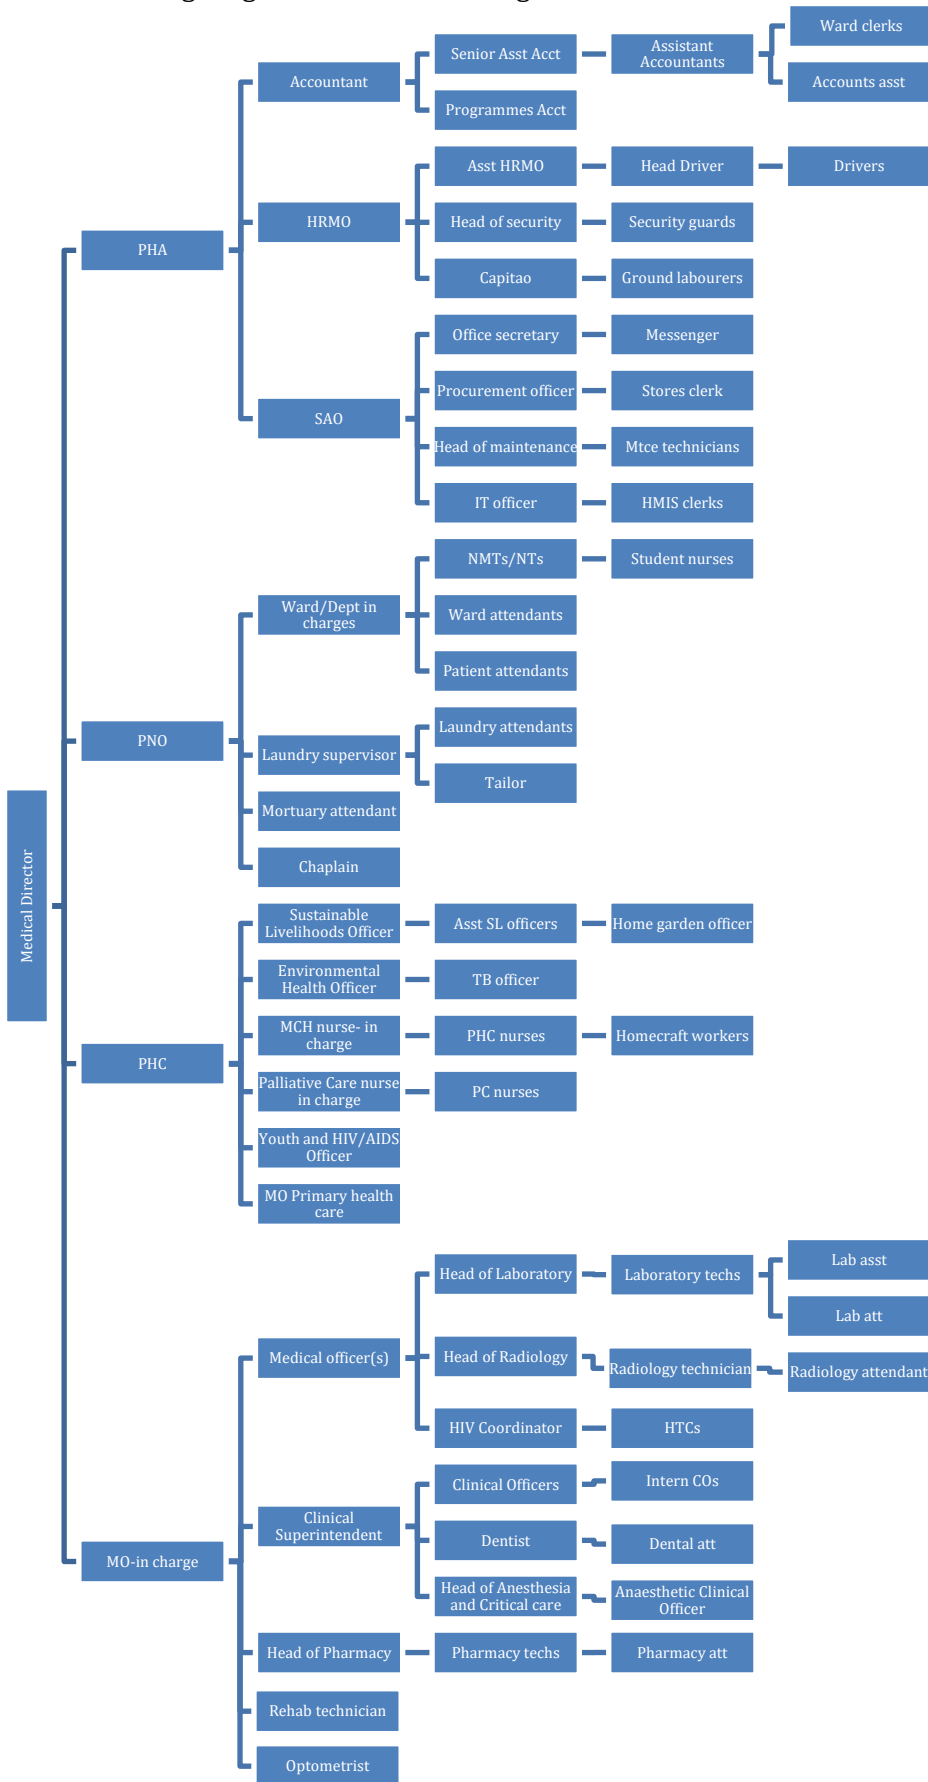 Ward clerks
Senior Asst Acct
Assistant
Accountants
Accountant
Accounts asst
Programmes Acct
Asst HRMO
Head Driver
Drivers
HRMO
Head of security
Security guards
PHA
Capitao
Ground labourers
Office secretary
Messenger
Procurement officer
Stores clerk
SAO
Head of maintenance
Mtce technicians
IT officer
HMIS clerks
NMTs/NTs
Student nurses
Ward/Dept in
charges
Ward attendants
Patient attendants
PNO
Laundry attendants
Laundry supervisor
Tailor
Mortuary attendant
Chaplain
Medical Director
Sustainable
Livelihoods Officer
Asst SL officers
Home garden officer
Environmental
Health Officer
TB officer
MCH nurse- in
charge
PHC nurses
Homecraft workers
PHC
Palliative Care nurse
in charge
PC nurses
Youth and HIV/AIDS
Officer
MO Primary health
care
Lab asst
Head of Laboratory
Laboratory techs
Lab att
Medical officer(s)
Head of Radiology
Radiology technician
Radiology attendant
HIV Coordinator
HTCs
Clinical Officers
Intern COs
Clinical
Superintendent
Dentist
Dental att
MO-in charge
Head of Anesthesia
and Critical care
Anaesthetic Clinical
Officer
Head of Pharmacy
Pharmacy techs
Pharmacy att
Rehab technician
Optometrist